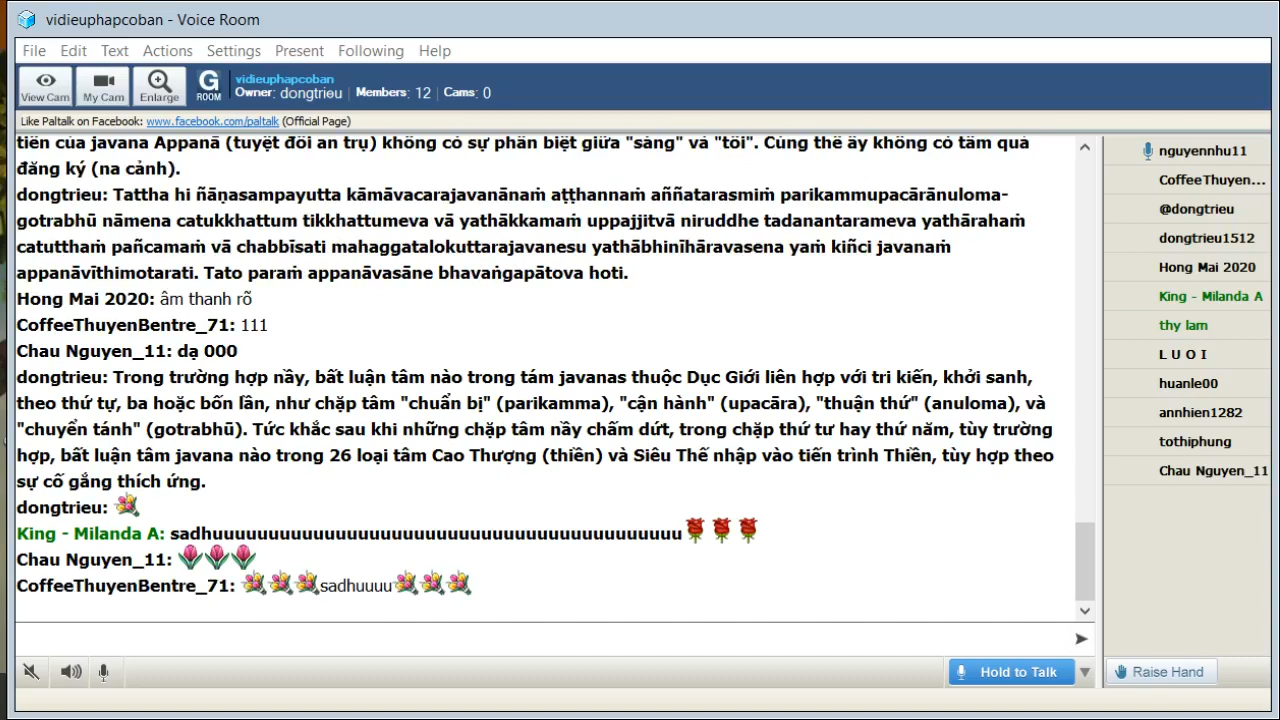 vidieuphapcoban - Voice Room
File Edit Text Actions Settings Present Following Help
View Cam
My Cam
Enlarge
G
ROOM
vidieuphapcoban
Owner: dongtrieu | Members: 12 | Cams: 0
Like Paltalk on Facebook: www.facebook.com/paltalk (Official Page)
tiến của javana Appanā (tuyệt đối an trụ) không có sự phân biệt giữa "sáng" và "tối". Cùng thế ấy không có tâm quả
đăng ký (na cảnh).
dongtrieu: Tattha hi ñāṇasampayutta kāmāvacarajavanānaṁ aṭṭhannaṁ aññatarasmiṁ parikammupacārānuloma-
gotrabhū nāmena catukkhattum tikkhattumeva vā yathākkamaṁ uppajjitvā niruddhe tadanantarameva yathārahaṁ
catutthaṁ pañcamaṁ vā chabbīsati mahaggatalokuttarajavanesu yathābhinīhāravasena yaṁ kiñci javanaṁ
appanāvīthimotarati. Tato paraṁ appanāvasāne bhavaṅgapātova hoti.
Hong Mai 2020: âm thanh rõ
CoffeeThuyenBentre_71: 111
Chau Nguyen_11: dạ 000
dongtrieu: Trong trường hợp nầy, bất luận tâm nào trong tám javanas thuộc Dục Giới liên hợp với tri kiến, khởi sanh,
theo thứ tự, ba hoặc bốn lần, như chặp tâm "chuẩn bị" (parikamma), "cận hành" (upacāra), "thuận thứ" (anuloma), và
"chuyển tánh" (gotrabhū). Tức khắc sau khi những chặp tâm nầy chấm dứt, trong chặp thứ tư hay thứ năm, tùy trường
hợp, bất luận tâm javana nào trong 26 loại tâm Cao Thượng (thiền) và Siêu Thế nhập vào tiến trình Thiền, tùy hợp theo
sự cố gắng thích ứng.
dongtrieu:
King - Milanda A: sadhuuuuuuuuuuuuuuuuuuuuuuuuuuuuuuuuuuuuuuuuuu
Chau Nguyen_11:
CoffeeThuyenBentre_71: sadhuuuu
Hold to Talk
nguyennhu11
CoffeeThuyen...
@dongtrieu
dongtrieu1512
Hong Mai 2020
King - Milanda A
thy lam
L U O I
huanle00
annhien1282
tothiphung
Chau Nguyen_11
Raise Hand